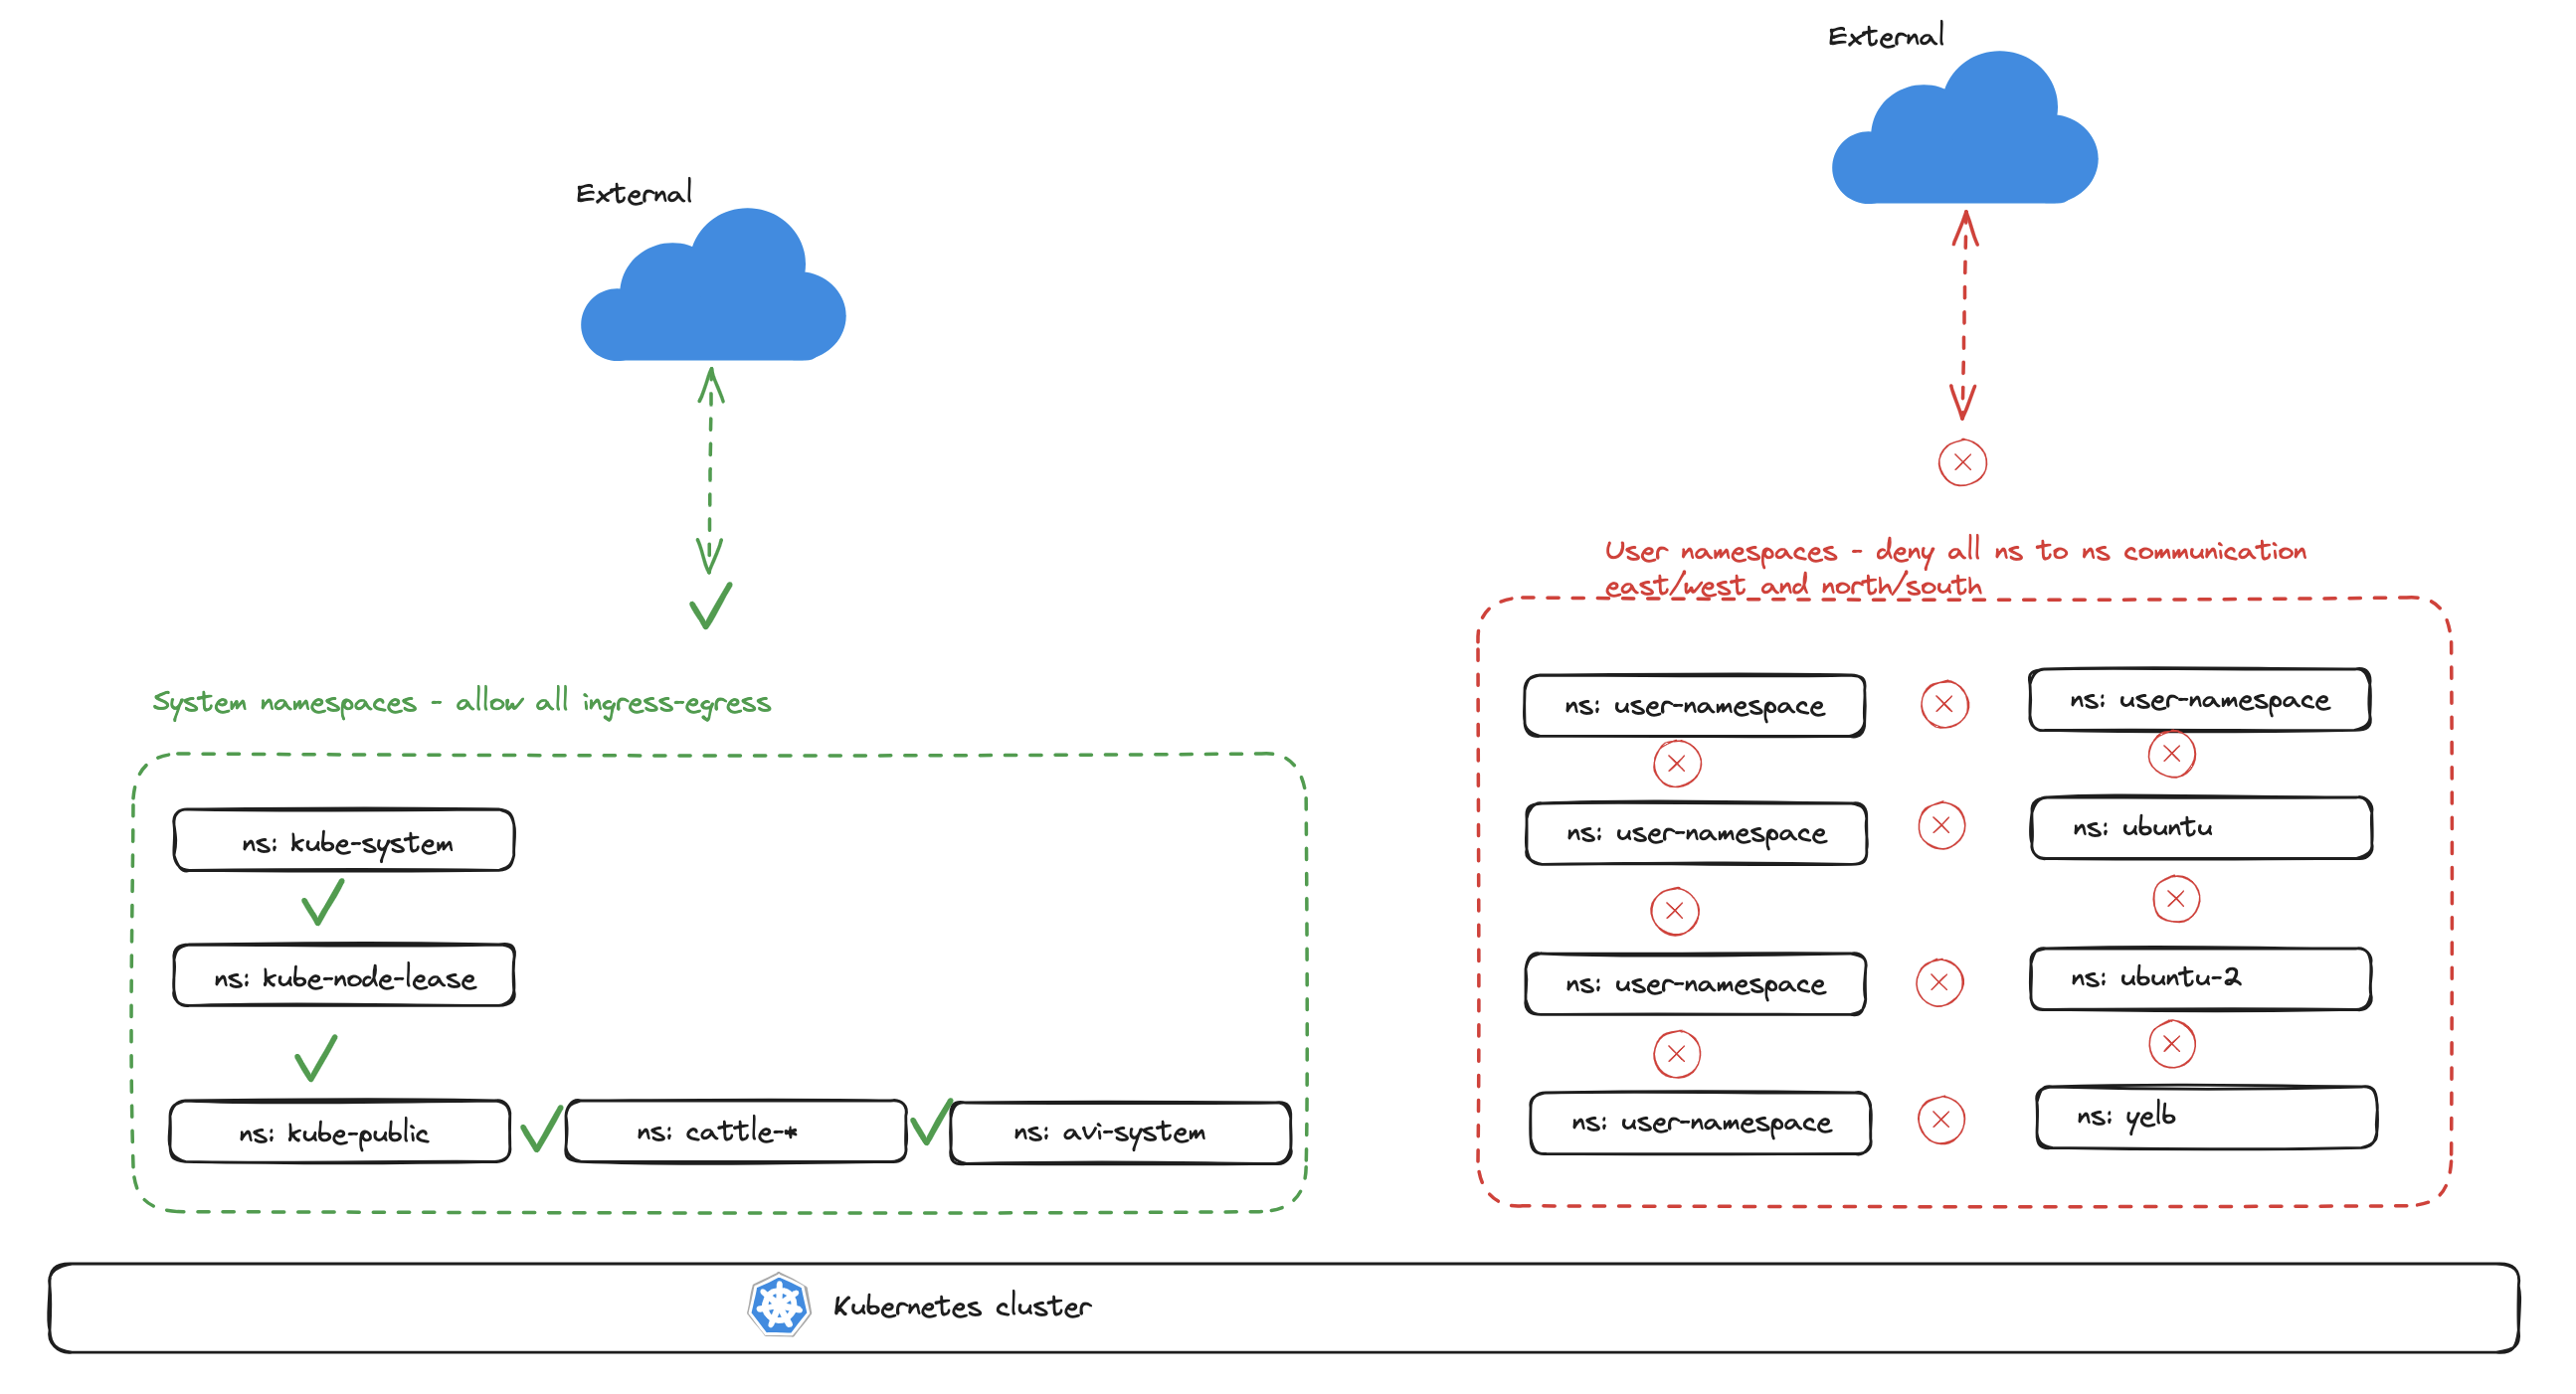 External
External
User namespaces - deny all ns to ns communication
east/west and north/south
System namespaces - allow all ingress-egress
ns: kube-system
ns: kube-node-lease
ns: kube-public
ns: cattle-*
ns: avi-system
ns: user-namespace
ns: user-namespace
ns: user-namespace
ns: ubuntu
ns: user-namespace
ns: ubuntu-2
ns: user-namespace
ns: yelb
Kubernetes cluster